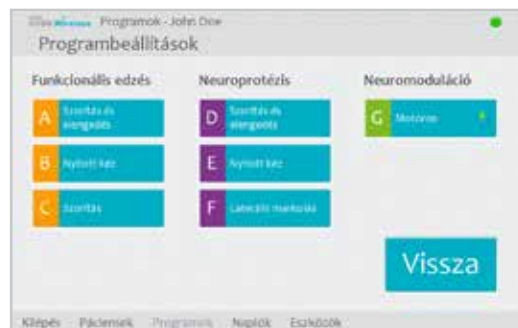 Wireless Programok - John Doe
Programbeállítások
Funkcionális edzés
Neuroprotézis
Neuromoduláció
A Szorítás és
elengedés
D Szorítás és
elengedés
G Motoros
B Nyitott kéz
E Nyitott kéz
C Szorítás
F Laterális markolás
Vissza
Kilépés Páciensek Programok Naplók Eszközök